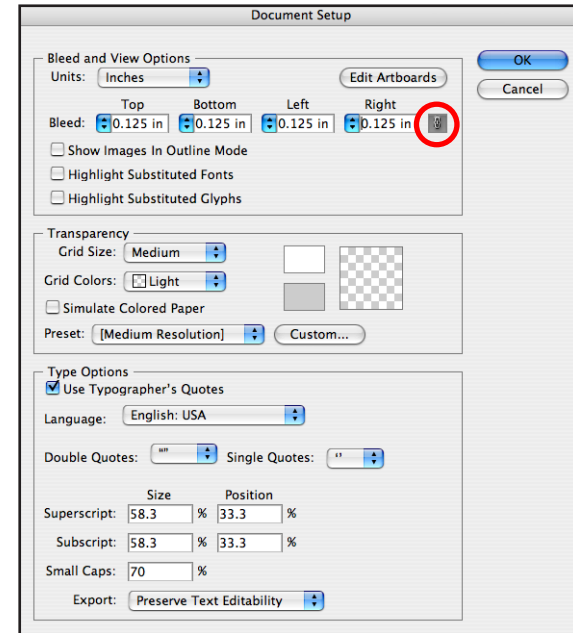 Document Setup
Bleed and View Options
Units: Inches Edit Artboards
OK
Cancel
Top Bottom Left Right
Bleed: 0.125 in 0.125 in 0.125 in 0.125 in
Show Images In Outline Mode
Highlight Substituted Fonts
Highlight Substituted Glyphs
Transparency
Grid Size: Medium
Grid Colors: Light
Simulate Colored Paper
Preset: [Medium Resolution] Custom...
Type Options
Use Typographer's Quotes
Language: English: USA
Double Quotes: “” Single Quotes: ‘’
Size Position
Superscript: 58.3 % 33.3 %
Subscript: 58.3 % 33.3 %
Small Caps: 70 %
Export: Preserve Text Editability